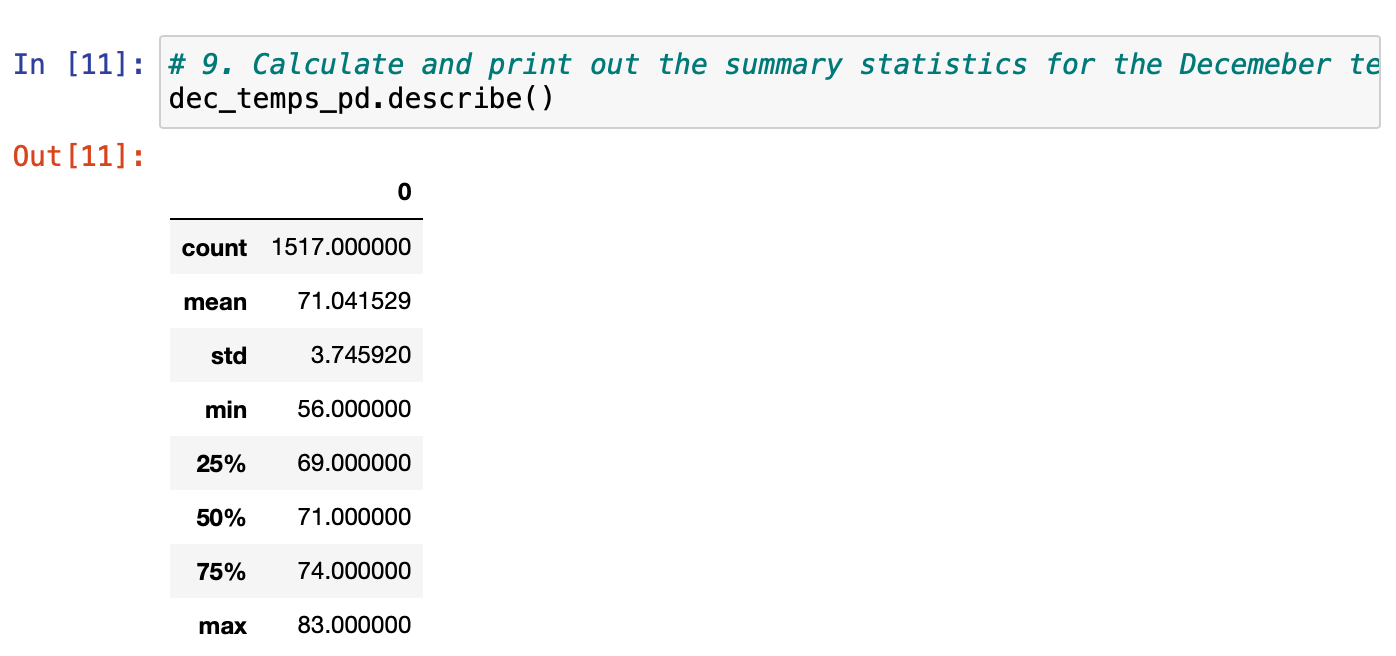 In [11]: # 9. Calculate and print out the summary statistics for the Decemeber te
dec_temps_pd.describe()
Out[11]:
0
count 1517.000000
mean 71.041529
std 3.745920
min 56.000000
25% 69.000000
50% 71.000000
75% 74.000000
max 83.000000